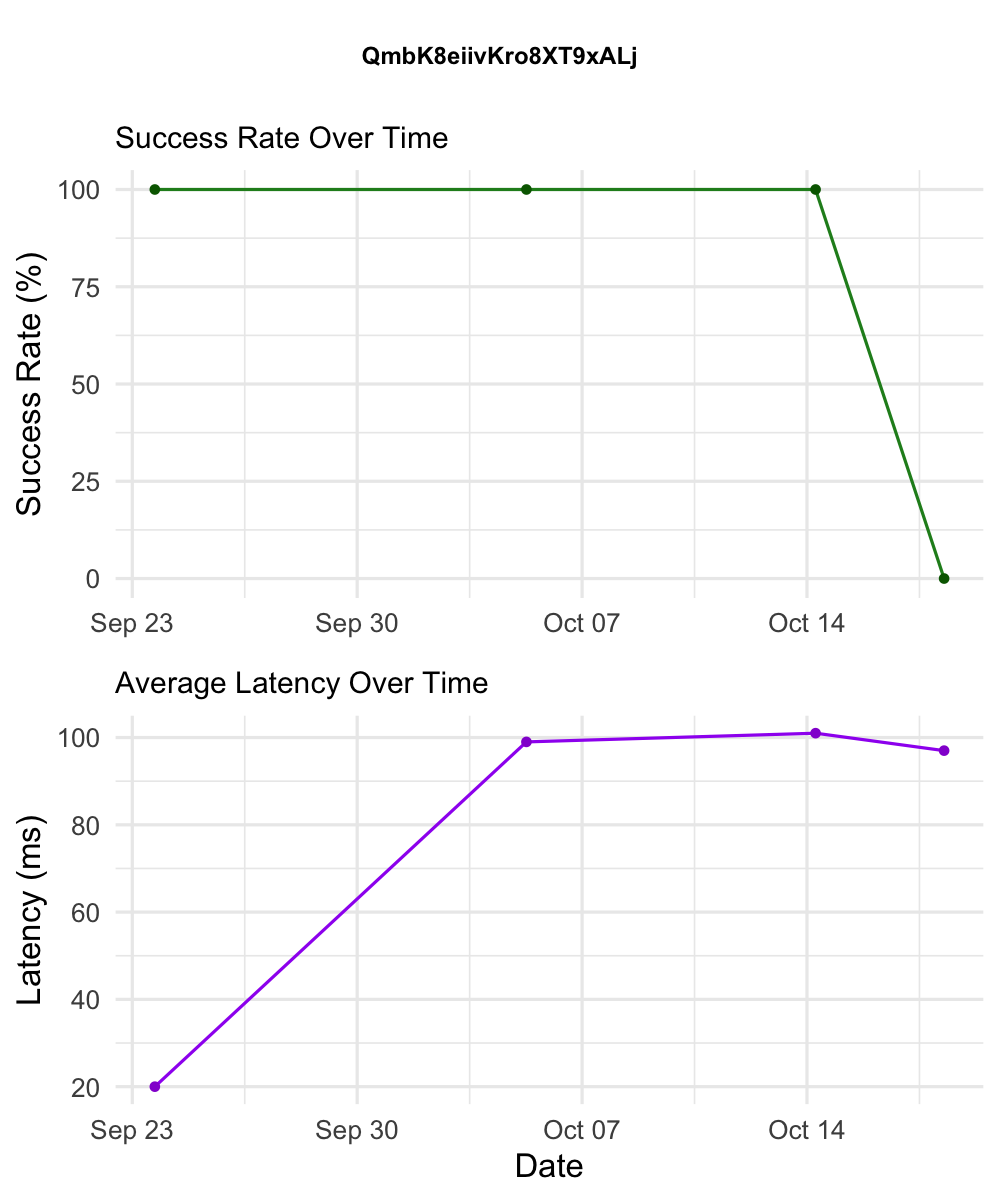 QmbK8eiivKro8XT9xALj
Success Rate Over Time
Success Rate (%)
100
75
50
25
0
Sep 23 Sep 30 Oct 07 Oct 14
Average Latency Over Time
Latency (ms)
100
80
60
40
20
Sep 23 Sep 30 Oct 07 Oct 14
Date